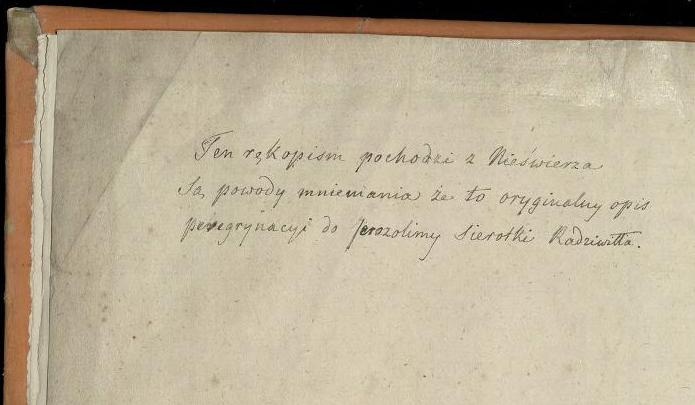 Ten rękopism pochodzi z Nieświerza
Są powody mniemania że to oryginalny opis
peregrynacyi do Jerozolimy Sierotki Radziwiłła.